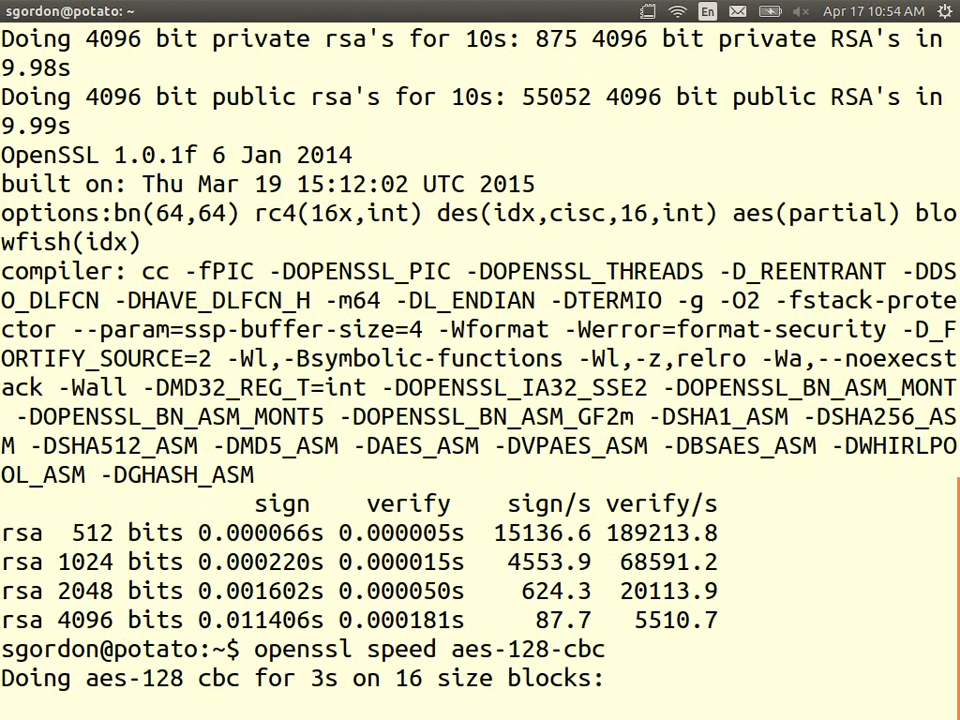 sgordon@potato: ~ En Apr 17 10:54 AM
Doing 4096 bit private rsa's for 10s: 875 4096 bit private RSA's in
9.98s
Doing 4096 bit public rsa's for 10s: 55052 4096 bit public RSA's in
9.99s
OpenSSL 1.0.1f 6 Jan 2014
built on: Thu Mar 19 15:12:02 UTC 2015
options:bn(64,64) rc4(16x,int) des(idx,cisc,16,int) aes(partial) blo
wfish(idx)
compiler: cc -fPIC -DOPENSSL_PIC -DOPENSSL_THREADS -D_REENTRANT -DDS
O_DLFCN -DHAVE_DLFCN_H -m64 -DL_ENDIAN -DTERMIO -g -O2 -fstack-prote
ctor --param=ssp-buffer-size=4 -Wformat -Werror=format-security -D_F
ORTIFY_SOURCE=2 -Wl,-Bsymbolic-functions -Wl,-z,relro -Wa,--noexecst
ack -Wall -DMD32_REG_T=int -DOPENSSL_IA32_SSE2 -DOPENSSL_BN_ASM_MONT
-DOPENSSL_BN_ASM_MONT5 -DOPENSSL_BN_ASM_GF2m -DSHA1_ASM -DSHA256_AS
M -DSHA512_ASM -DMD5_ASM -DAES_ASM -DVPAES_ASM -DBSAES_ASM -DWHIRLPO
OL_ASM -DGHASH_ASM
sign verify sign/s verify/s
rsa 512 bits 0.000066s 0.000005s 15136.6 189213.8
rsa 1024 bits 0.000220s 0.000015s 4553.9 68591.2
rsa 2048 bits 0.001602s 0.000050s 624.3 20113.9
rsa 4096 bits 0.011406s 0.000181s 87.7 5510.7
sgordon@potato:~$ openssl speed aes-128-cbc
Doing aes-128 cbc for 3s on 16 size blocks: